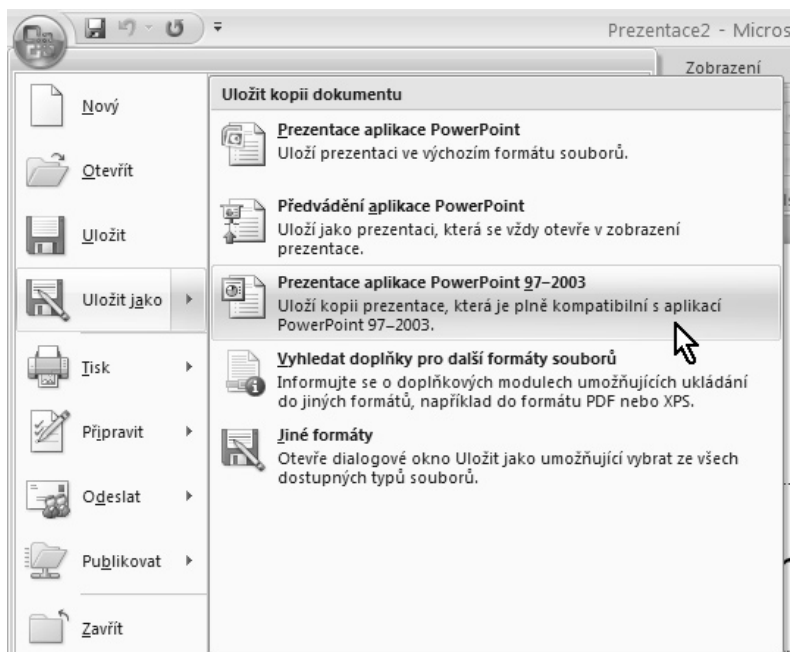 Prezentace2 - Micros
Zobrazení
Nový
Otevřít
Uložit
Uložit jako
Tisk
Připravit
Odeslat
Publikovat
Zavřít
Uložit kopii dokumentu
Prezentace aplikace PowerPoint
Uloží prezentaci ve výchozím formátu souborů.
Předvádění aplikace PowerPoint
Uloží jako prezentaci, která se vždy otevře v zobrazení
prezentace.
Prezentace aplikace PowerPoint 97–2003
Uloží kopii prezentace, která je plně kompatibilní s aplikací
PowerPoint 97–2003.
Vyhledat doplňky pro další formáty souborů
Informujte se o doplňkových modulech umožňujících ukládání
do jiných formátů, například do formátu PDF nebo XPS.
Jiné formáty
Otevře dialogové okno Uložit jako umožňující vybrat ze všech
dostupných typů souborů.